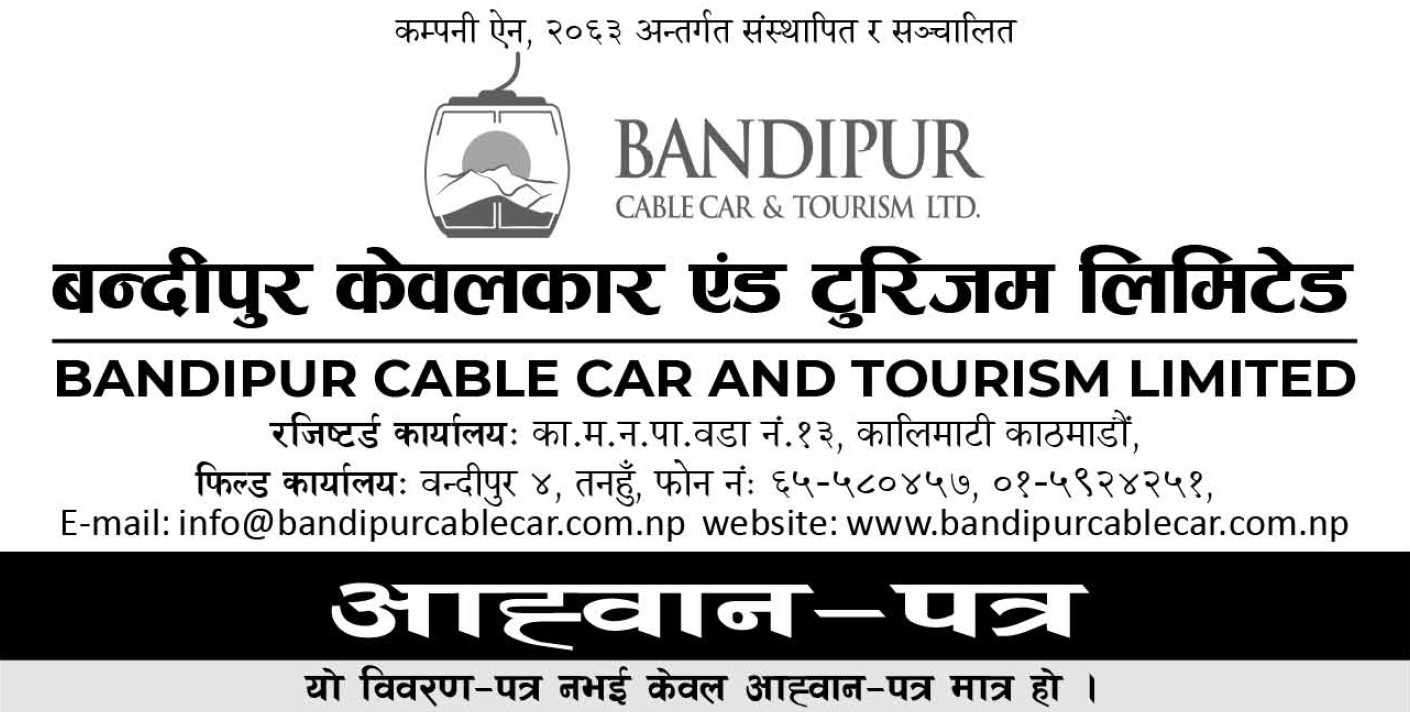 कम्पनी ऐन, २०६३ अन्तर्गत संस्थापित र सञ्चालित
BANDIPUR
CABLE CAR & TOURISM LTD.
बन्दीपुर केवलकार एंड टुरिजम लिमिटेड
BANDIPUR CABLE CAR AND TOURISM LIMITED
रजिष्टर्ड कार्यालयः का.म.न.पा.वडा नं.१३, कालिमाटी काठमाडौं,
फिल्ड कार्यालयः वन्दीपुर ४, तनहुँ, फोन नंः ६५-५८०४५७, ०१-५९२४२५१,
E-mail: info@bandipurcablecar.com.np website: www.bandipurcablecar.com.np
आह्वान-पत्र
यो विवरण-पत्र नभई केवल आह्वान-पत्र मात्र हो ।